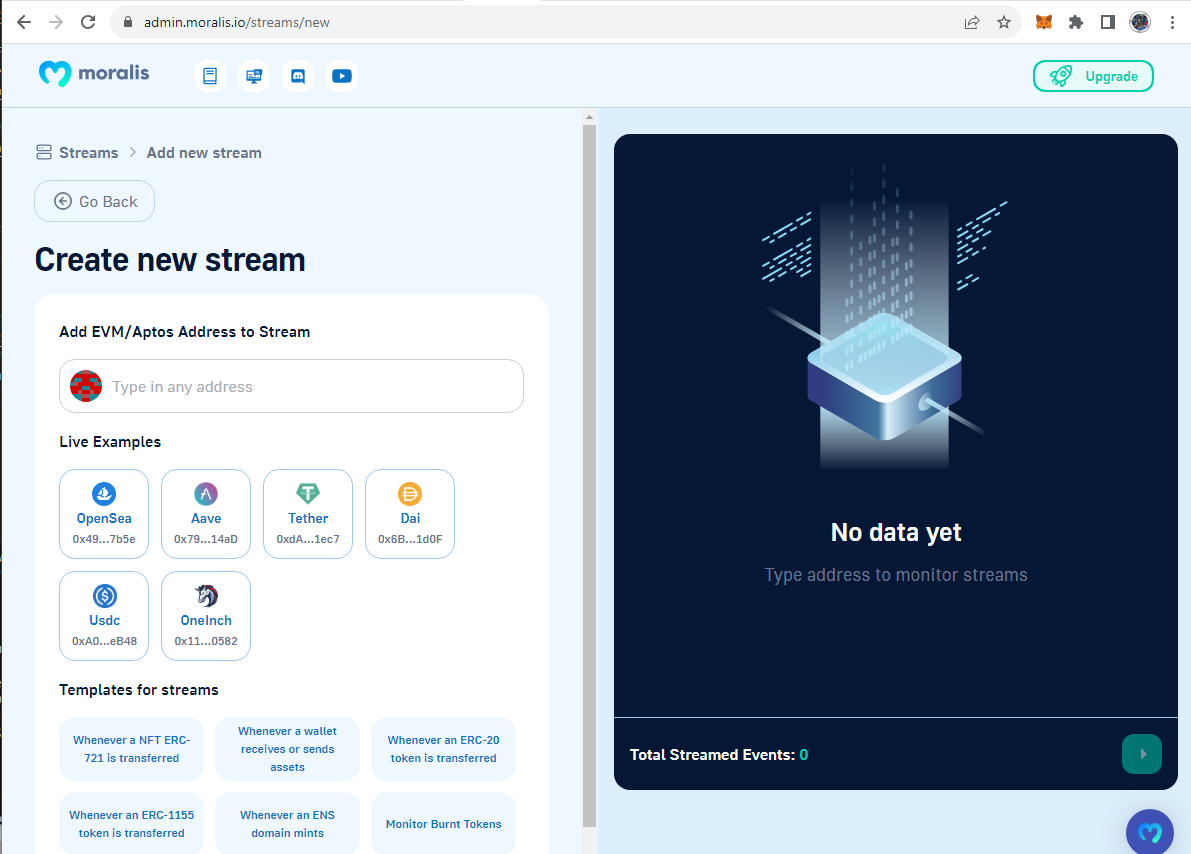 admin.moralis.io/streams/new
moralis
Upgrade
Streams > Add new stream
Go Back
Create new stream
Add EVM/Aptos Address to Stream
Type in any address
Live Examples
OpenSea
0x49...7b5e
Aave
0x79...14aD
Tether
0xdA...1ec7
Dai
0x6B...1d0F
Usdc
0xA0...eB48
OneInch
0x11...0582
Templates for streams
Whenever a NFT ERC-
721 is transferred
Whenever a wallet
receives or sends
assets
Whenever an ERC-20
token is transferred
Whenever an ERC-1155
token is transferred
Whenever an ENS
domain mints
Monitor Burnt Tokens
No data yet
Type address to monitor streams
Total Streamed Events: 0